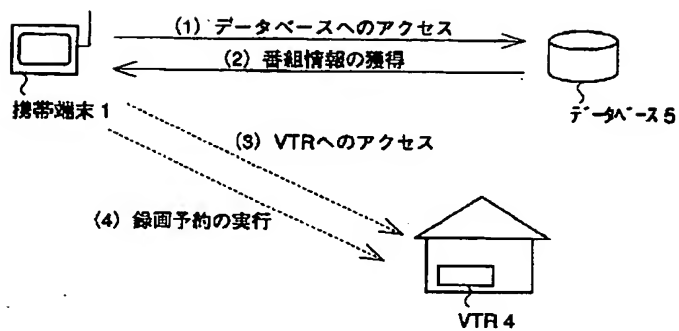 (1) データベースへのアクセス
(2) 番組情報の獲得
携帯端末 1
データベース 5
(3) VTRへのアクセス
(4) 録画予約の実行
VTR 4